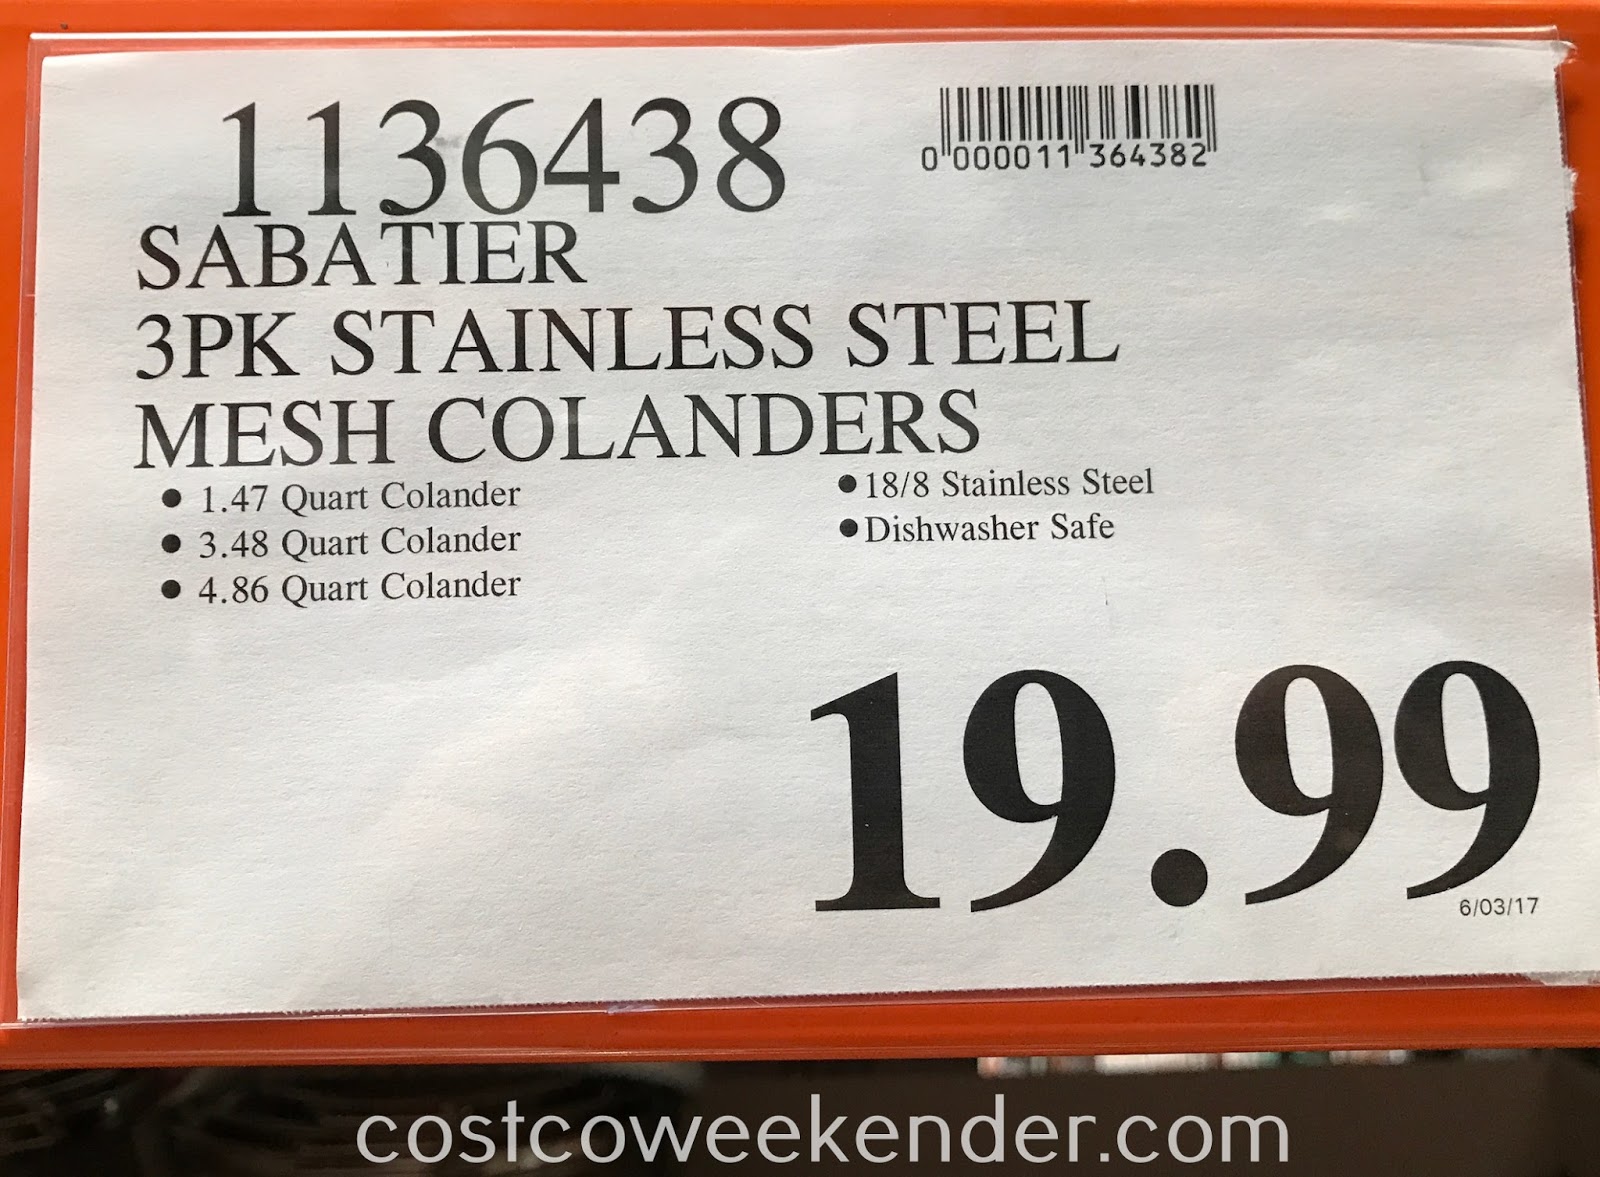 1136438
0 000011 364382
SABATIER
3PK STAINLESS STEEL
MESH COLANDERS
● 1.47 Quart Colander
● 3.48 Quart Colander
● 4.86 Quart Colander
● 18/8 Stainless Steel
● Dishwasher Safe
19.99
6/03/17
costcoweekender.com